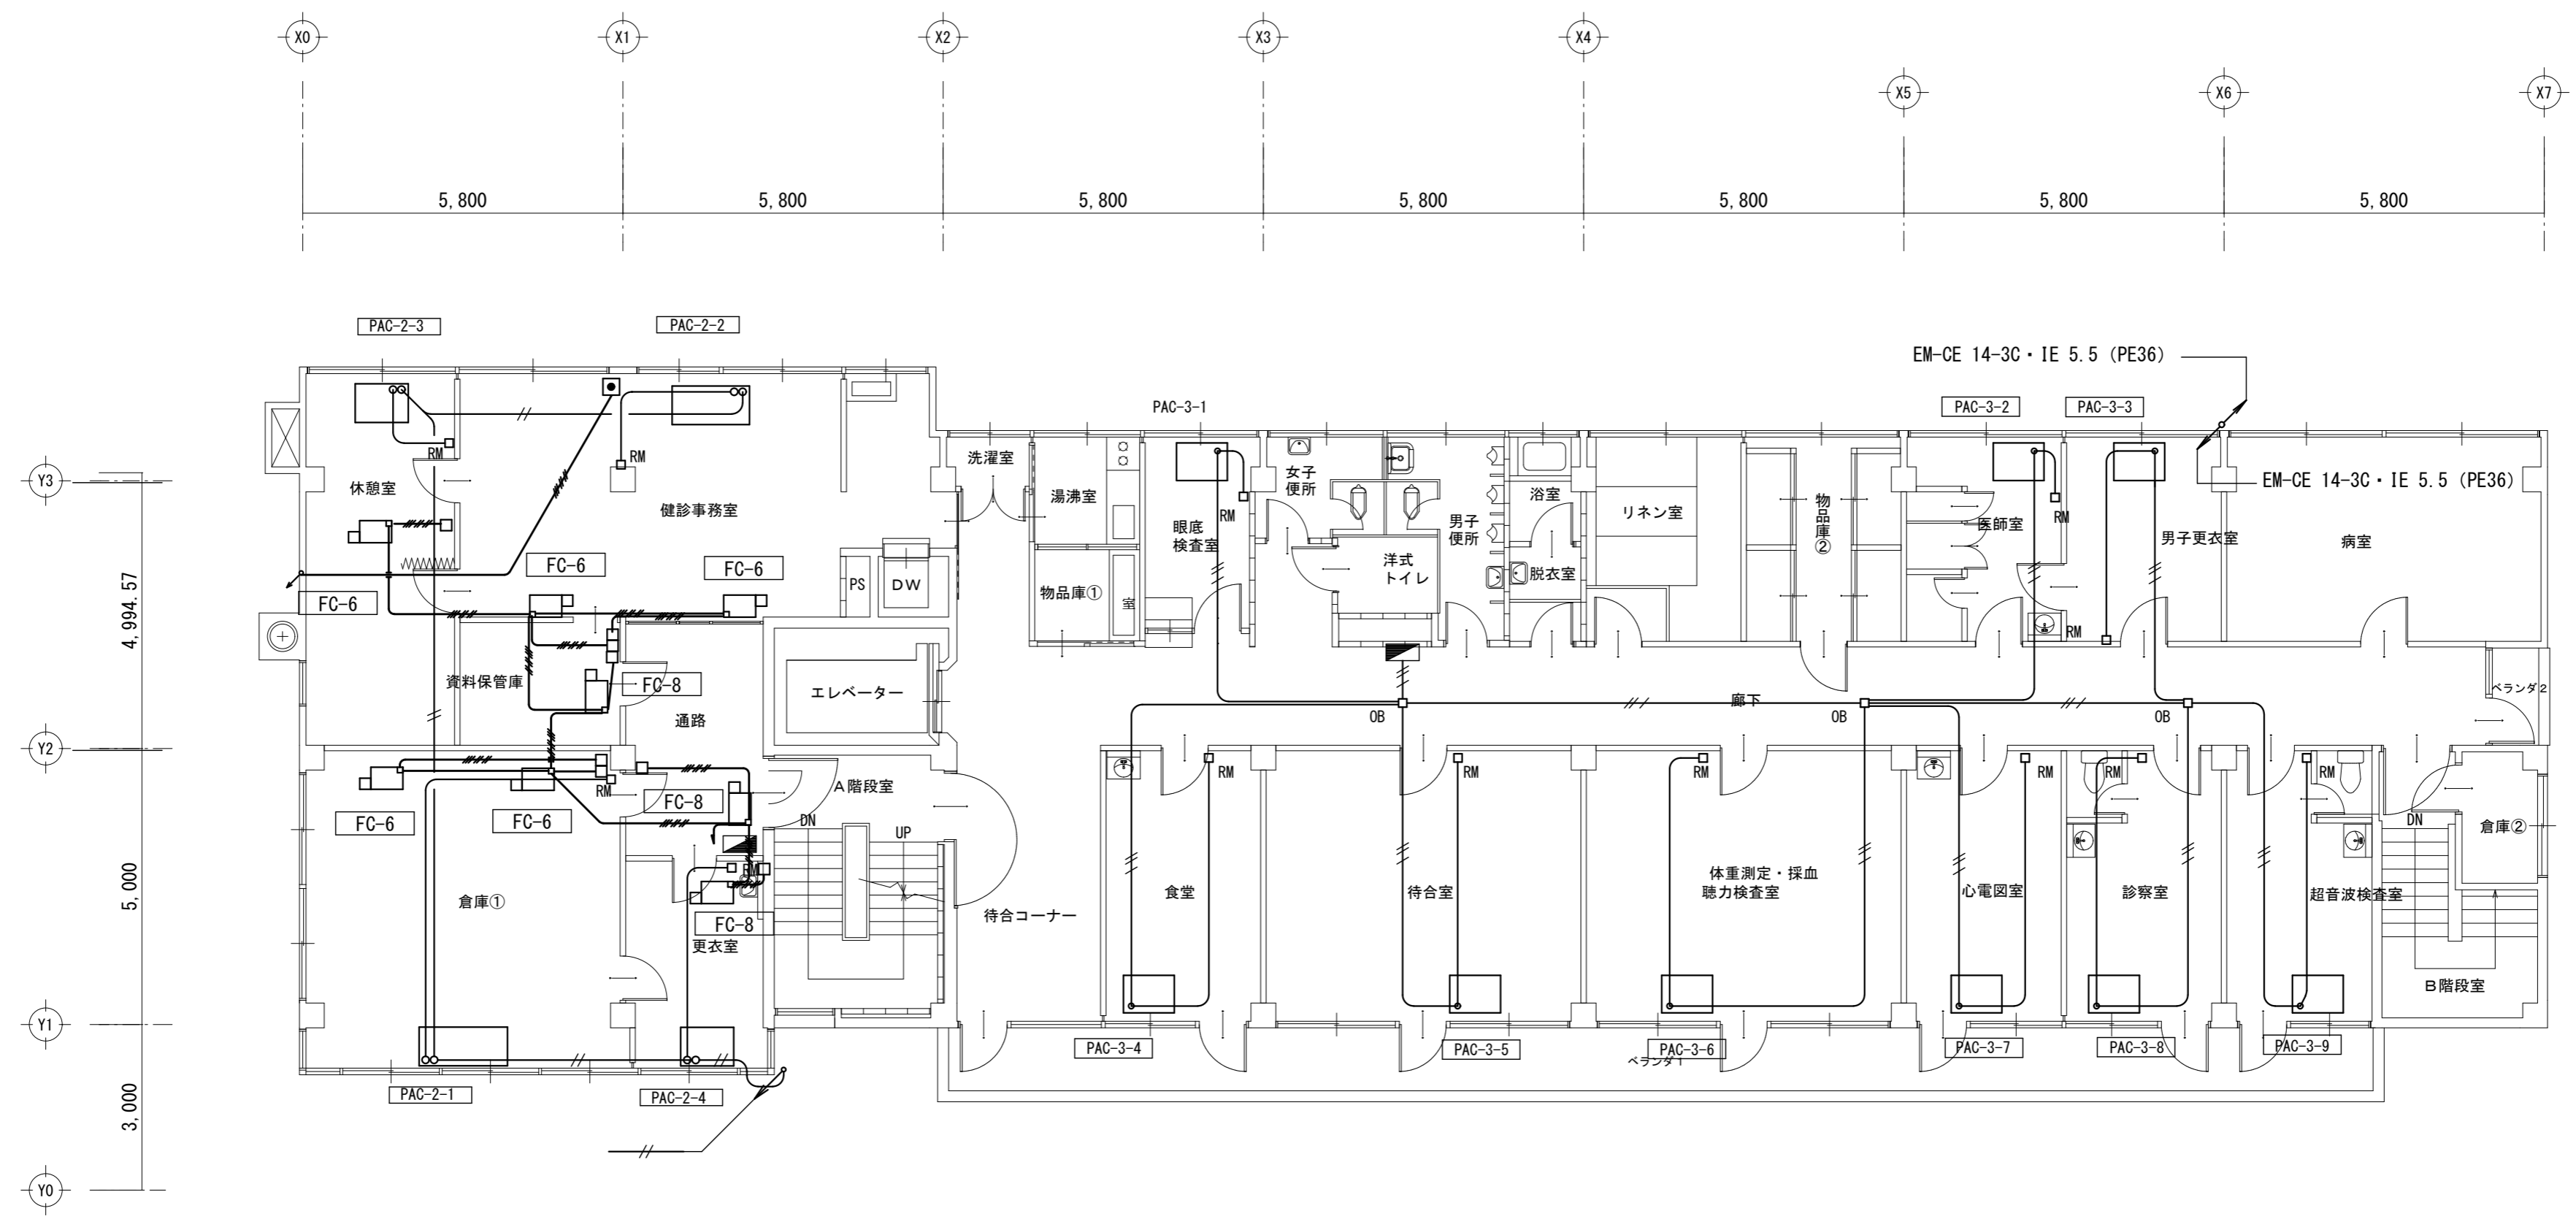 X0
X1
X2
X3
X4
X5
X6
X7
5,800
5,800
5,800
5,800
5,800
5,800
5,800
PAC-2-3
PAC-2-2
EM-CE 14-3C・IE 5.5 (PE36)
PAC-3-1
PAC-3-2
PAC-3-3
RM
RM
洗濯室
女子
便所
Y3
休憩室
湯沸室
浴室
EM-CE 14-3C・IE 5.5 (PE36)
健診事務室
RM
眼底
検査室
男子
便所
リネン室
物品庫②
RM
医師室
男子更衣室
病室
FC-6
FC-6
PS
DW
物品庫①
室
洋式
トイレ
脱衣室
FC-6
4,994.57
RM
資料保管庫
FC-8
エレベーター
ベランダ2
廊下
通路
OB
OB
OB
Y2
RM
RM
RM
RM
RM
RM
RM
A階段室
FC-8
FC-6
FC-6
DN
UP
DN
倉庫②
RM
体重測定・採血
聴力検査室
5,000
倉庫①
食堂
待合室
心電図室
診察室
超音波検査室
待合コーナー
FC-8
更衣室
B階段室
Y1
PAC-3-4
PAC-3-5
PAC-3-6
PAC-3-7
PAC-3-8
PAC-3-9
ベランダ1
PAC-2-1
PAC-2-4
3,000
Y0